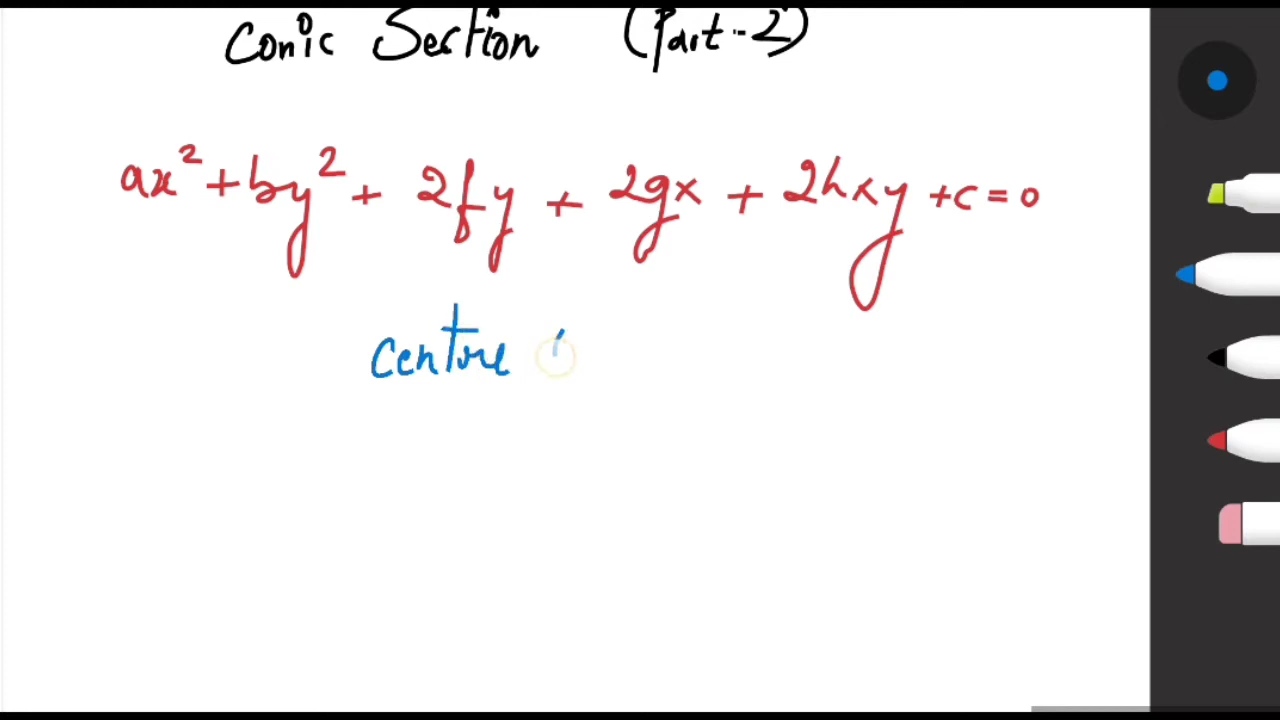 Conic Section (Part-2)
ax² + by² + 2fy + 2gx + 2hxy + c = 0
centre (